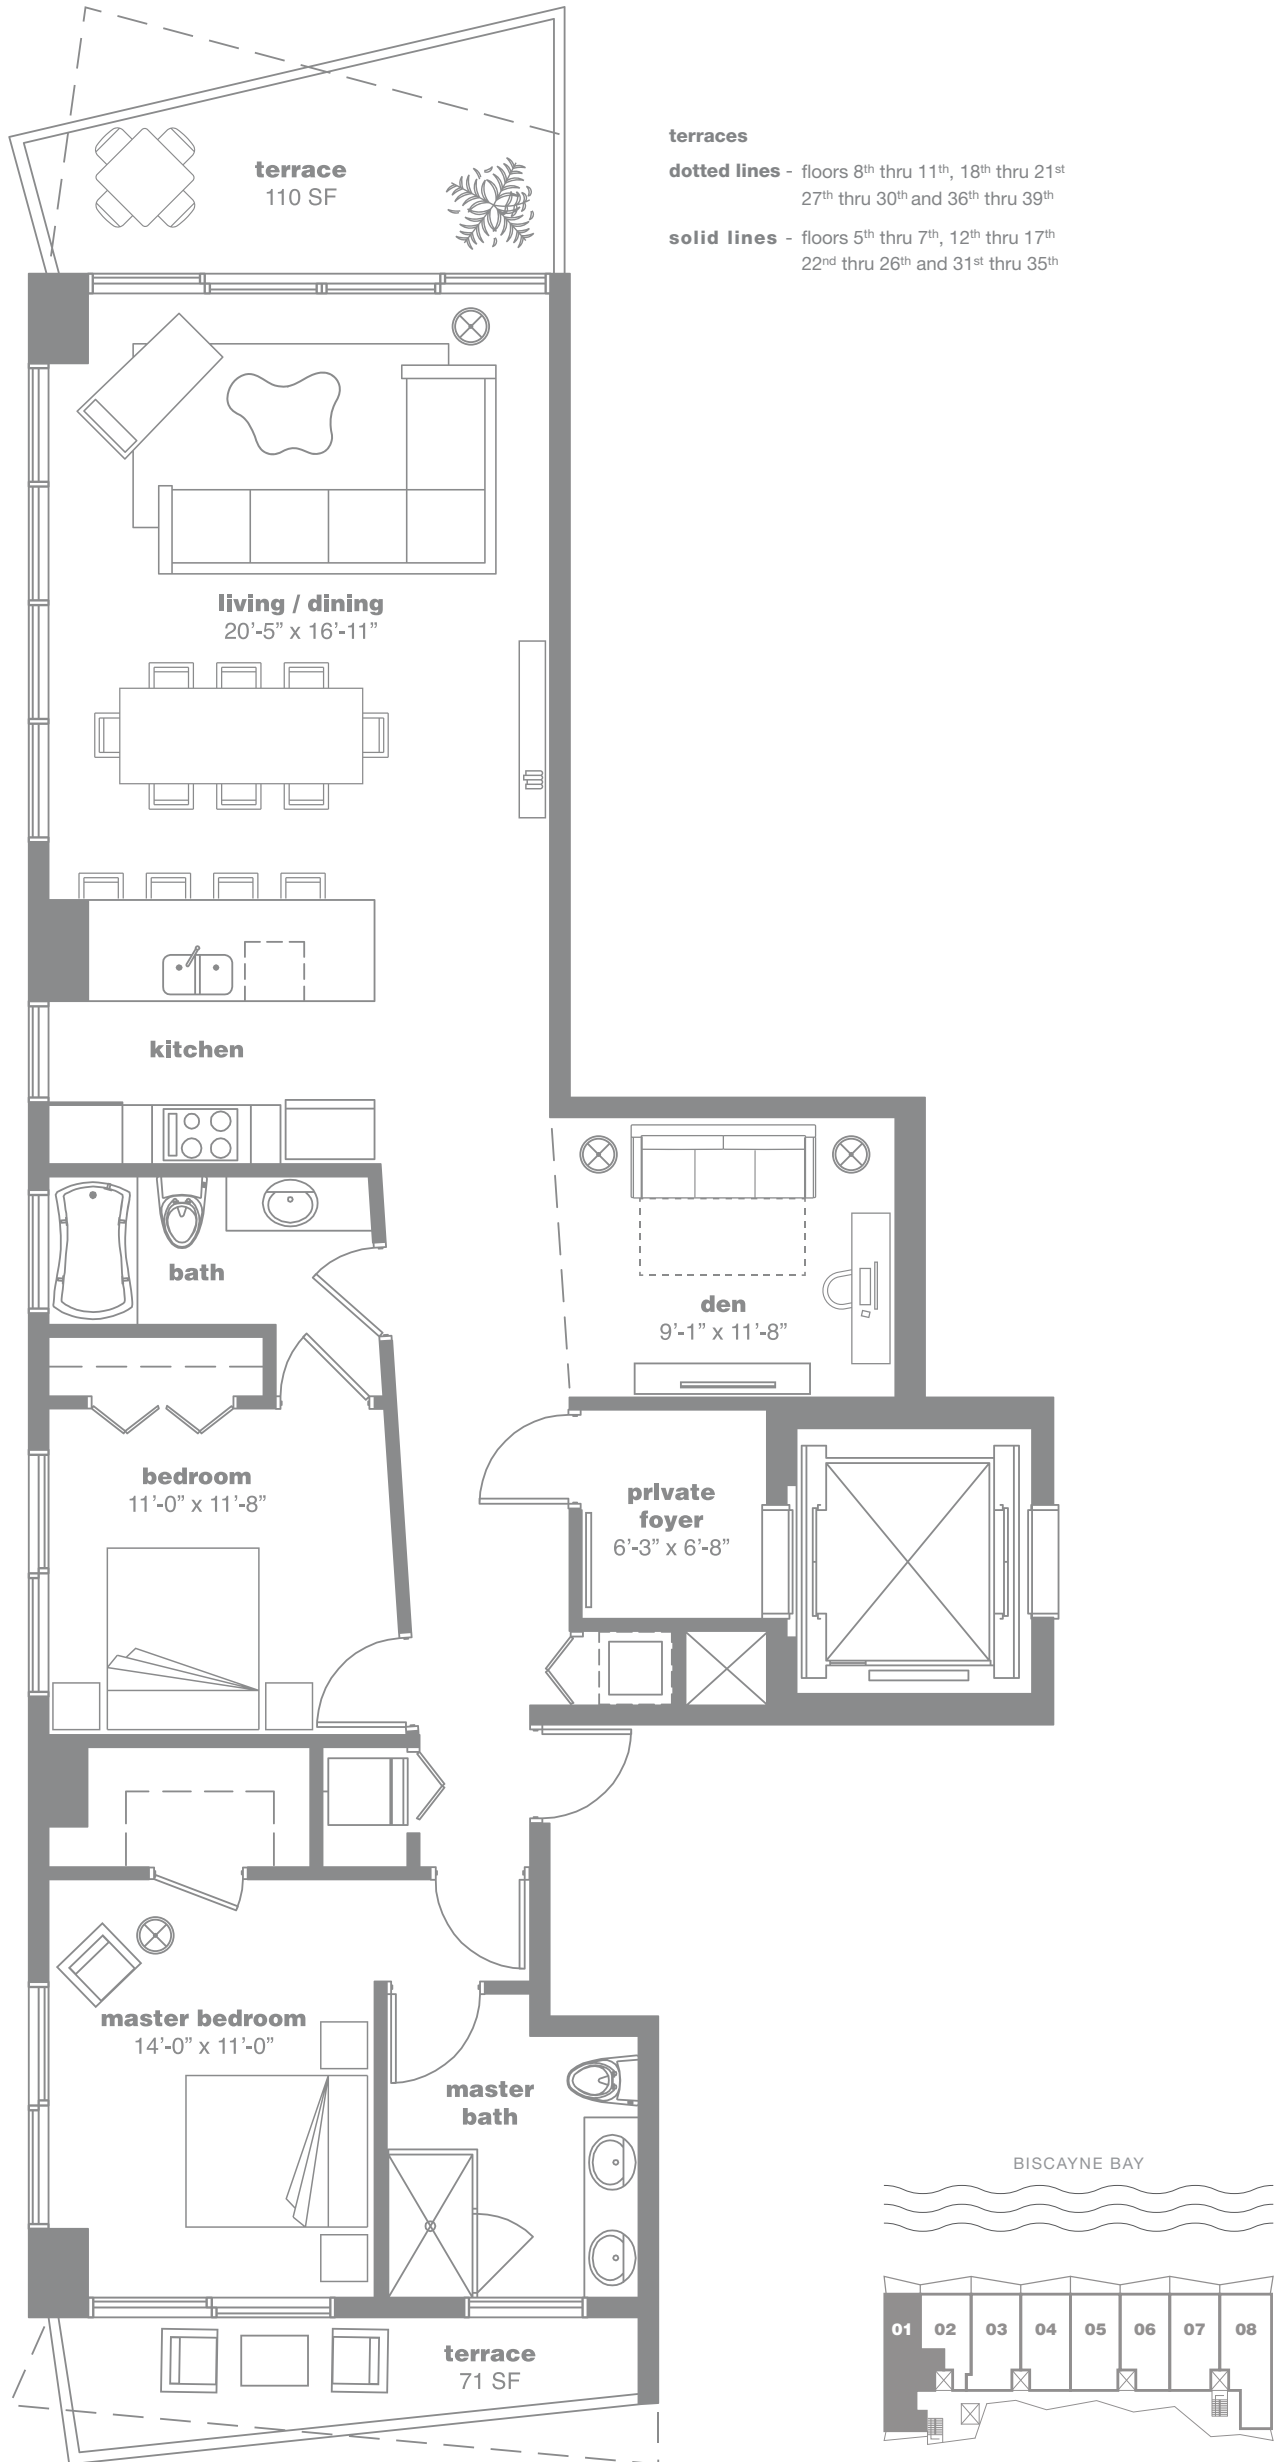 terrace
110 SF
terraces
dotted lines - floors 8th thru 11th, 18th thru 21st
27th thru 30th and 36th thru 39th
solid lines - floors 5th thru 7th, 12th thru 17th
22nd thru 26th and 31st thru 35th
living / dining
20’-5” x 16’-11”
kitchen
bath
den
9’-1” x 11’-8”
bedroom
11’-0” x 11’-8”
prIvate
foyer
6’-3” x 6’-8”
master bedroom
14’-0” x 11’-0”
master
bath
terrace
71 SF
BISCAYNE BAY
01 02 03 04 05 06 07 08